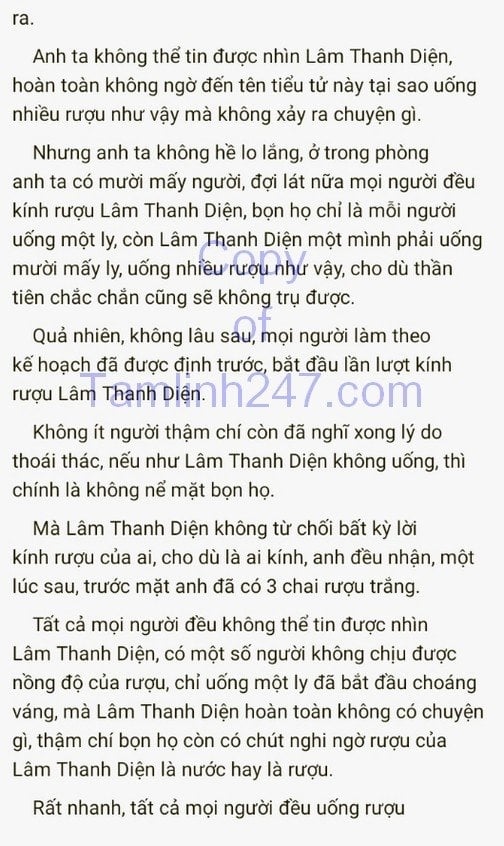 ra.
Anh ta không thể tin được nhìn Lâm Thanh Diện,
hoàn toàn không ngờ đến tên tiểu tử này tại sao uống
nhiều rượu như vậy mà không xảy ra chuyện gì.
Nhưng anh ta không hề lo lắng, ở trong phòng
anh ta có mười mấy người, đợi lát nữa mọi người đều
kính rượu Lâm Thanh Diện, bọn họ chỉ là mỗi người
uống một ly, còn Lâm Thanh Diện một mình phải uống
mười mấy ly, uống nhiều rượu như vậy, cho dù thần
tiên chắc chắn cũng sẽ không trụ được.
Quả nhiên, không lâu sau, mọi người làm theo
kế hoạch đã được định trước, bắt đầu lần lượt kính
rượu Lâm Thanh Diện.
Không ít người thậm chí còn đã nghĩ xong lý do
thoái thác, nếu như Lâm Thanh Diện không uống, thì
chính là không nể mặt bọn họ.
Mà Lâm Thanh Diện không từ chối bất kỳ lời
kính rượu của ai, cho dù là ai kính, anh đều nhận, một
lúc sau, trước mặt anh đã có 3 chai rượu trắng.
Tất cả mọi người đều không thể tin được nhìn
Lâm Thanh Diện, có một số người không chịu được
nồng độ của rượu, chỉ uống một ly đã bắt đầu choáng
váng, mà Lâm Thanh Diện hoàn toàn không có chuyện
gì, thậm chí bọn họ còn có chút nghi ngờ rượu của
Lâm Thanh Diện là nước hay là rượu.
Rất nhanh, tất cả mọi người đều uống rượu
Copy
of
Tamlinh247.com